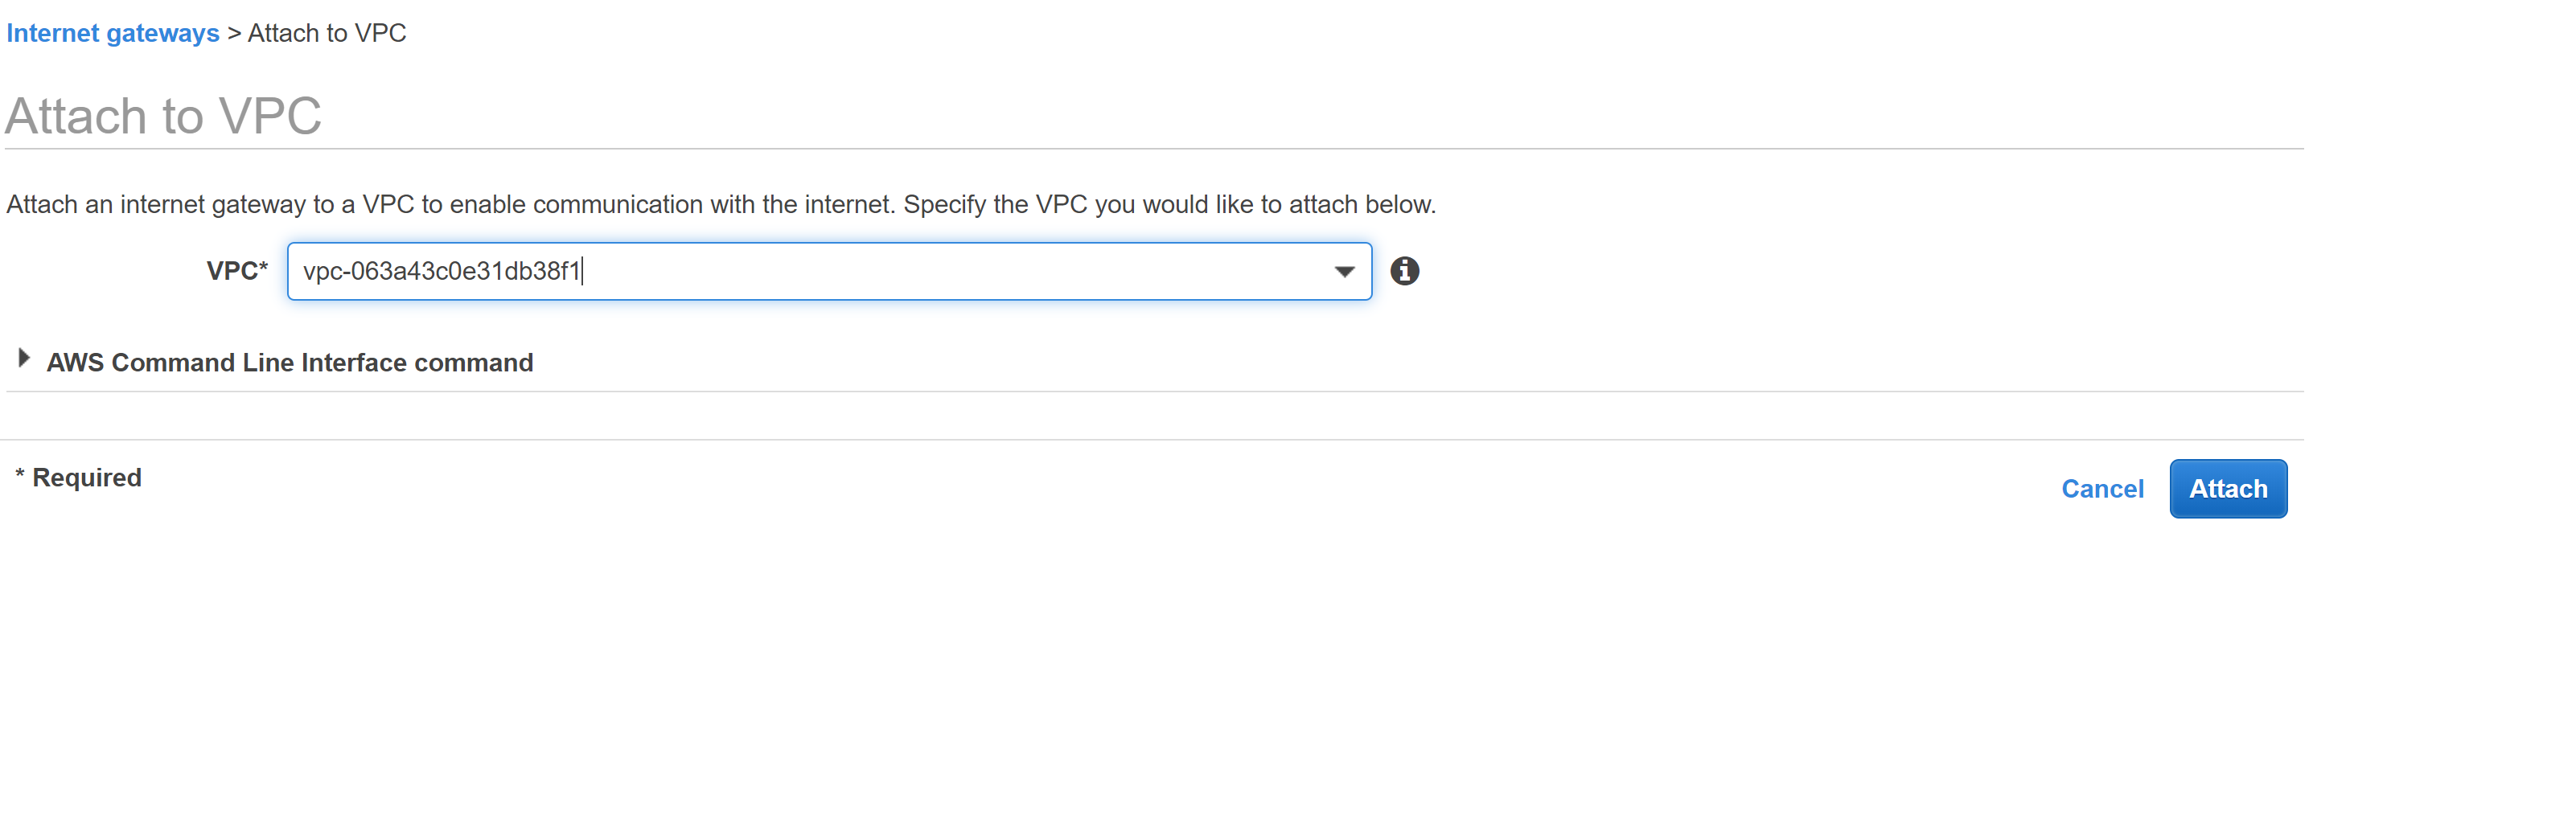 Internet gateways > Attach to VPC
Attach to VPC
Attach an internet gateway to a VPC to enable communication with the internet. Specify the VPC you would like to attach below.
VPC* vpc-063a43c0e31db38f1
AWS Command Line Interface command
* Required
Cancel Attach